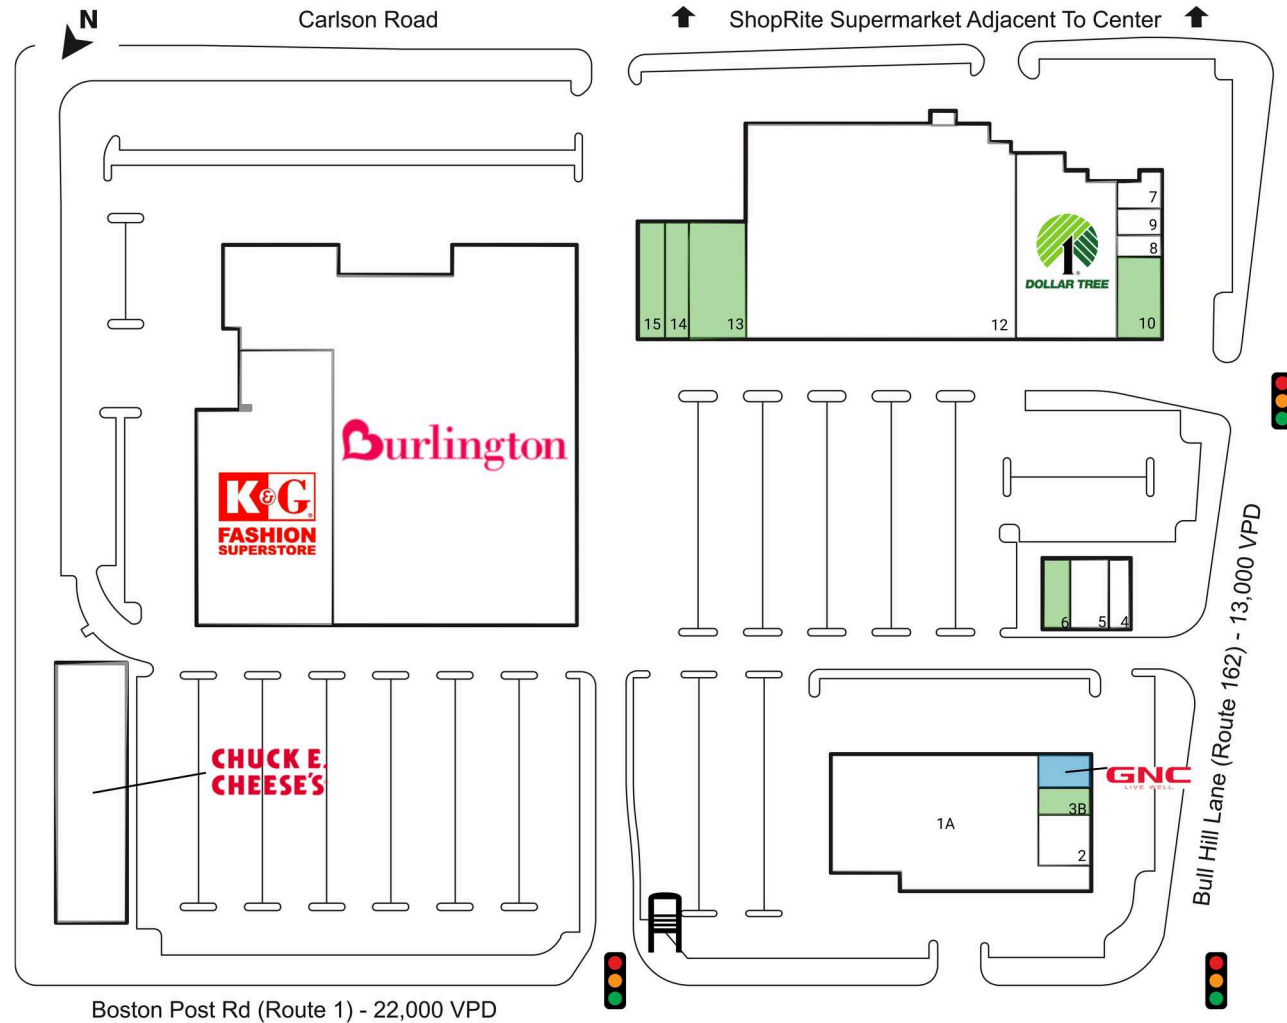 N
Carlson Road
ShopRite Supermarket Adjacent To Center
7
9
8
10
1
DOLLAR TREE
15
14
13
12
Burlington
K&G
FASHION
SUPERSTORE
6
5
4
Bull Hill Lane (Route 162) - 13,000 VPD
CHUCK E.
CHEESE'S
GNC
LIVE WELL
3B
1A
2
Boston Post Rd (Route 1) - 22,000 VPD